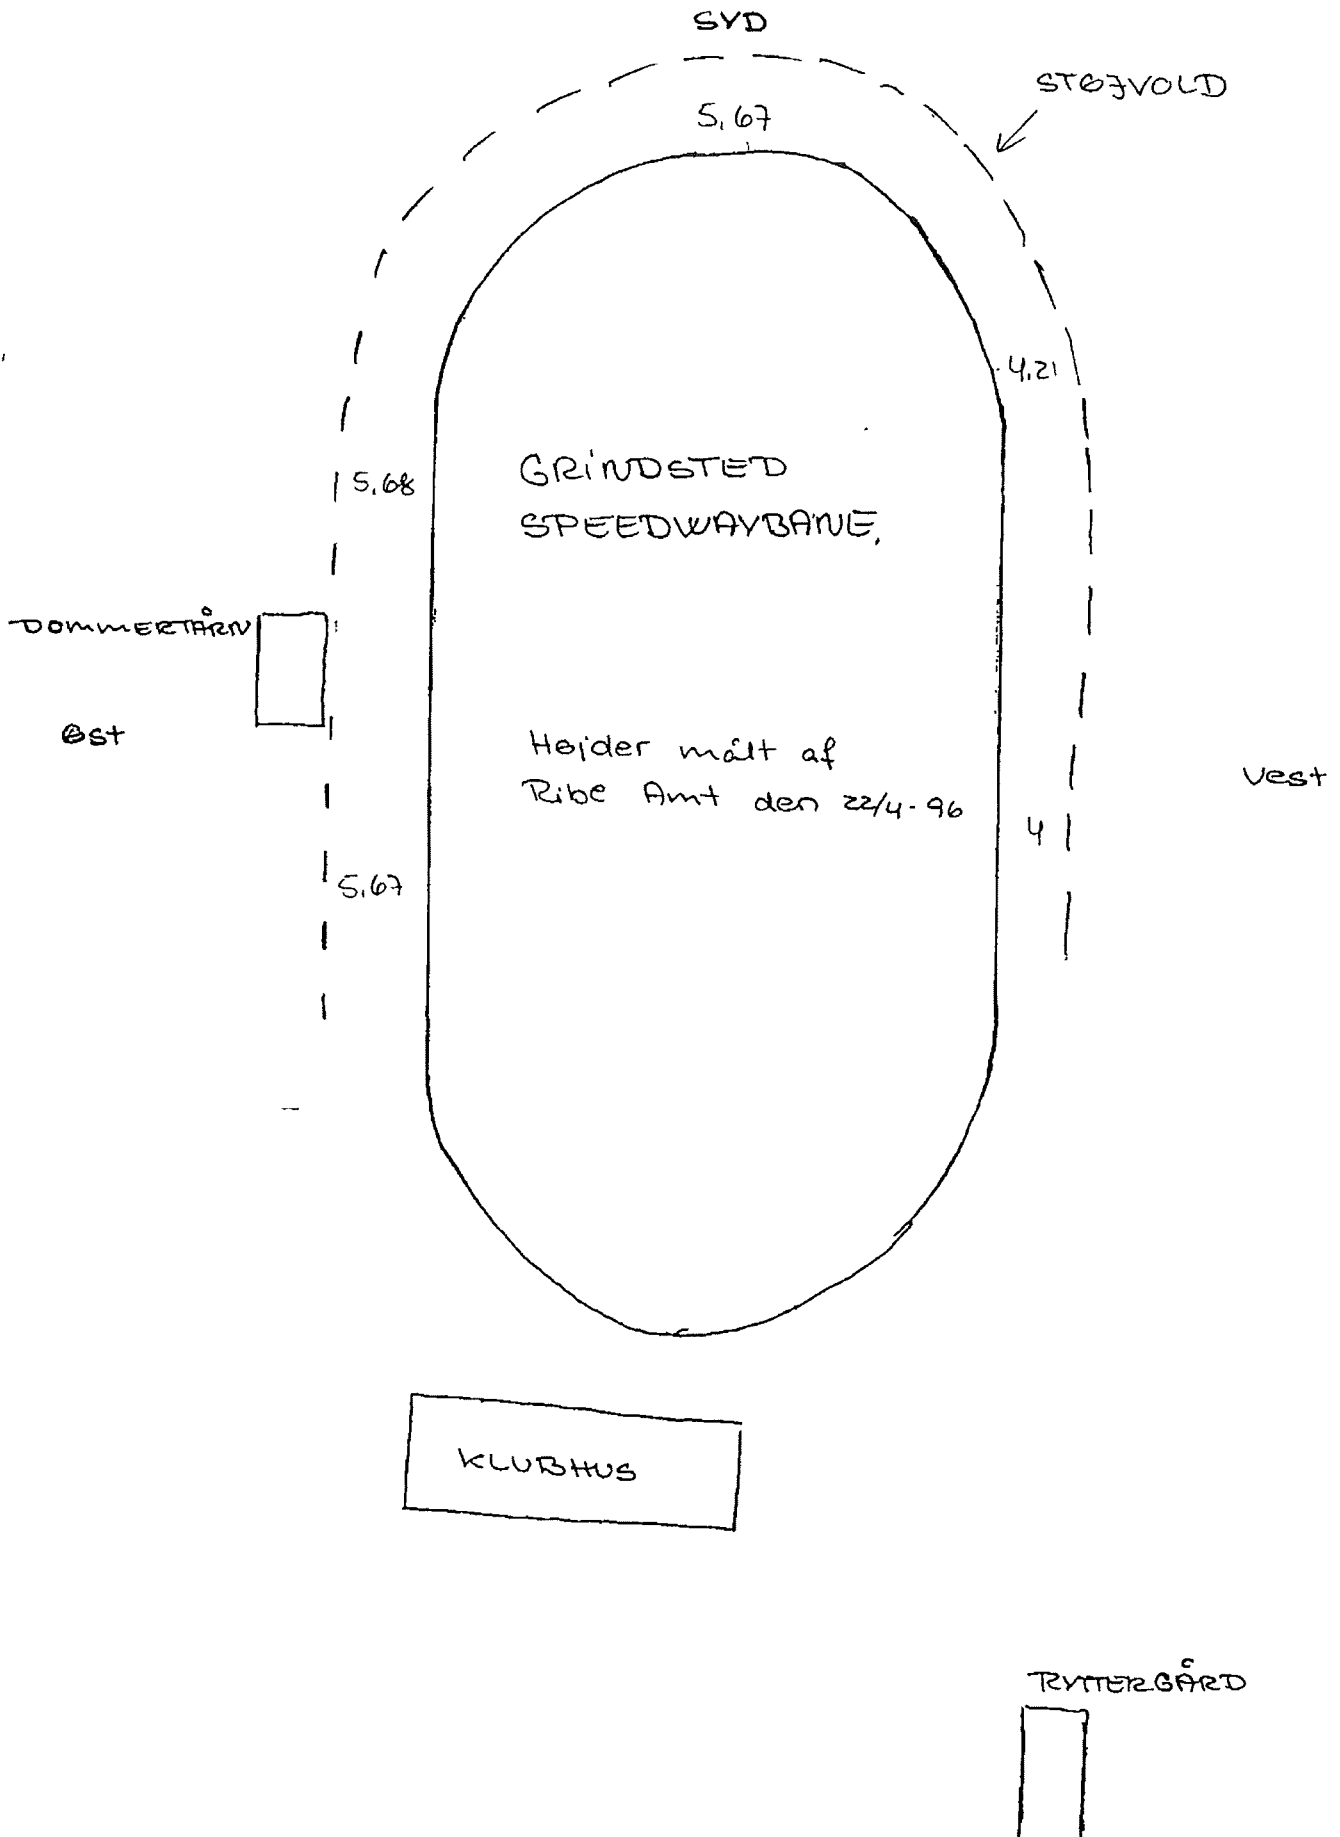 SYD
STØJVOLD
5,67
4,21
GRINDSTED
5,68
SPEEDWAYBANE.
DOMMERTÅRN
Øst
Højder målt af
Vest
Ribe Amt den 22/4-96
4
5,67
KLUBHUS
RYTTERGÅRD